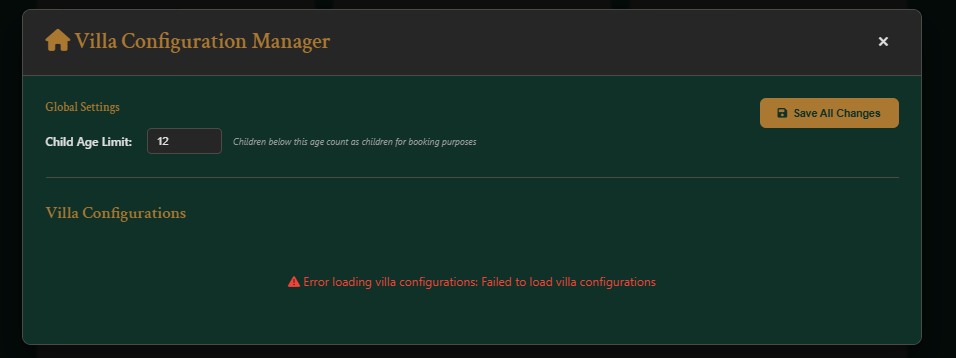 Villa Configuration Manager
×
Global Settings
Save All Changes
Child Age Limit: 12 Children below this age count as children for booking purposes
Villa Configurations
Error loading villa configurations: Failed to load villa configurations